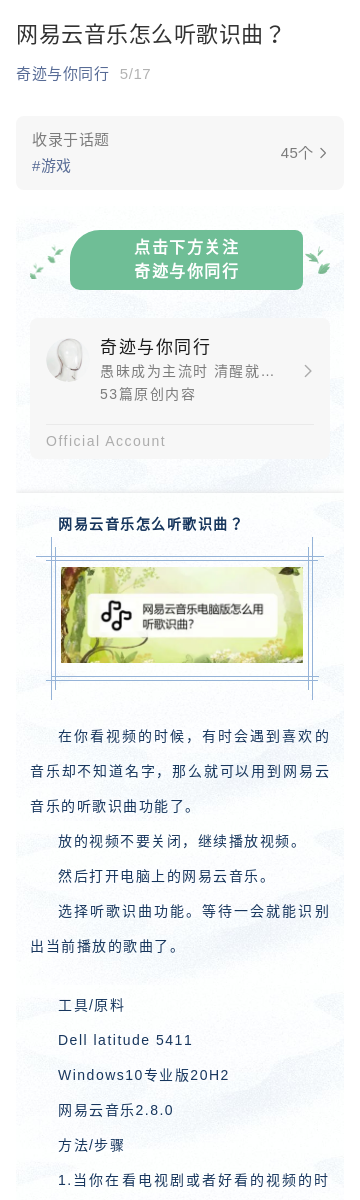 网易云音乐怎么听歌识曲？
奇迹与你同行 5/17
收录于话题
#游戏
45个
点击下方关注
奇迹与你同行
奇迹与你同行
愚昧成为主流时 清醒就...
53篇原创内容
Official Account
网易云音乐怎么听歌识曲？
网易云音乐电脑版怎么用
听歌识曲?
在你看视频的时候，有时会遇到喜欢的
音乐却不知道名字，那么就可以用到网易云
音乐的听歌识曲功能了。
放的视频不要关闭，继续播放视频。
然后打开电脑上的网易云音乐。
选择听歌识曲功能。等待一会就能识别
出当前播放的歌曲了。
工具/原料
Dell latitude 5411
Windows10专业版20H2
网易云音乐2.8.0
方法/步骤
1.当你在看电视剧或者好看的视频的时